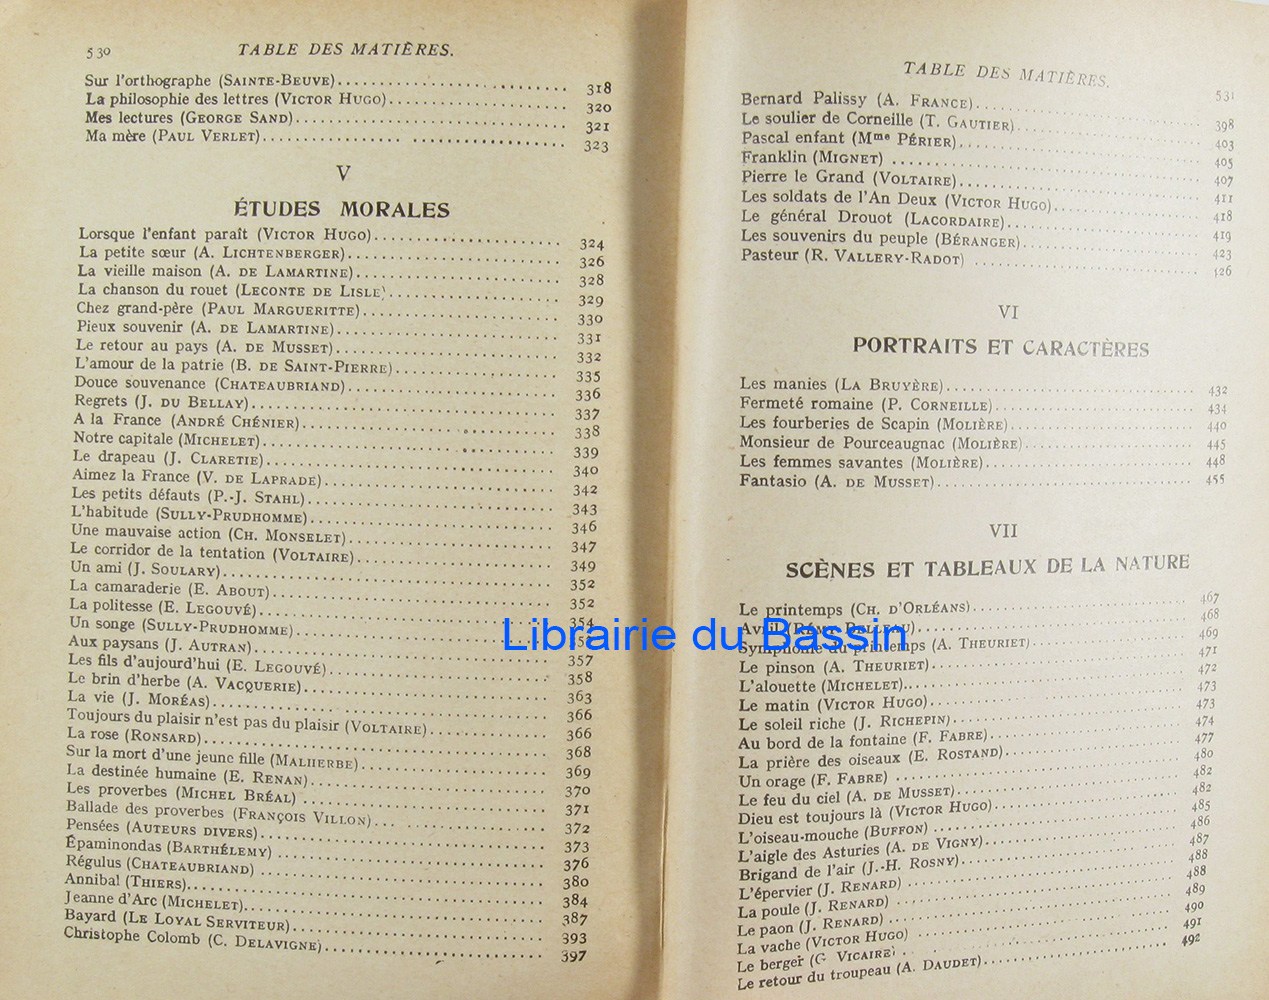 530 TABLE DES MATIÈRES.
Sur l'orthographe (SAINTE-BEUVE) 318
La philosophie des lettres (VICTOR HUGO) 320
Mes lectures (GEORGE SAND) 321
Ma mère (PAUL VERLET) 323
V
ÉTUDES MORALES
Lorsque l'enfant paraît (VICTOR HUGO) 324
La petite sœur (A. LICHTENBERGER) 326
La vieille maison (A. DE LAMARTINE) 328
La chanson du rouet (LECONTE DE LISLE) 329
Chez grand-père (PAUL MARGUERITTE) 330
Pieux souvenir (A. DE LAMARTINE) 331
Le retour au pays (A. DE MUSSET) 332
L'amour de la patrie (B. DE SAINT-PIERRE) 335
Douce souvenance (CHATEAUBRIAND) 336
Regrets (J. DU BELLAY) 337
A la France (ANDRÉ CHÉNIER) 338
Notre capitale (MICHELET) 339
Le drapeau (J. CLARETIE) 340
Aimez la France (V. DE LAPRADE) 342
Les petits défauts (P.-J. STAHL) 343
L'habitude (SULLY-PRUDHOMME) 346
Une mauvaise action (CH. MONSELET) 347
Le corridor de la tentation (VOLTAIRE) 349
Un ami (J. SOULARY) 352
La camaraderie (E. ABOUT) 352
La politesse (E. LEGOUVÉ) 354
Un songe (SULLY-PRUDHOMME)
Aux paysans (J. AUTRAN) 357
Les fils d'aujourd'hui (E. LEGOUVÉ) 358
Le brin d'herbe (A. VACQUERIE) 363
La vie (J. MORÉAS) 366
Toujours du plaisir n'est pas du plaisir (VOLTAIRE) 366
La rose (RONSARD) 368
Sur la mort d'une jeune fille (MALHERBE) 369
La destinée humaine (E. RENAN) 370
Les proverbes (MICHEL BRÉAL) 371
Ballade des proverbes (FRANÇOIS VILLON) 372
Pensées (AUTEURS DIVERS) 373
Épaminondas (BARTHÉLEMY) 376
Régulus (CHATEAUBRIAND) 380
Annibal (THIERS) 384
Jeanne d'Arc (MICHELET) 387
Bayard (LE LOYAL SERVITEUR) 393
Christophe Colomb (C. DELAVIGNE) 397
TABLE DES MATIÈRES. 531
Bernard Palissy (A. FRANCE) 398
Le soulier de Corneille (T. GAUTIER) 403
Pascal enfant (Mme PÉRIER) 405
Franklin (MIGNET) 407
Pierre le Grand (VOLTAIRE) 411
Les soldats de l'An Deux (VICTOR HUGO) 418
Le général Drouot (LACORDAIRE) 419
Les souvenirs du peuple (BÉRANGER) 423
Pasteur (R. VALLERY-RADOT) 426
VI
PORTRAITS ET CARACTÈRES
Les manies (LA BRUYÈRE) 432
Fermeté romaine (P. CORNEILLE) 434
Les fourberies de Scapin (MOLIÈRE) 440
Monsieur de Pourceaugnac (MOLIÈRE) 445
Les femmes savantes (MOLIÈRE) 448
Fantasio (A. DE MUSSET) 455
VII
SCÈNES ET TABLEAUX DE LA NATURE
Le printemps (CH. D'ORLÉANS) 467
Avril (RÉMY BELLEAU) 468
Symphonie du printemps (A. THEURIET) 469
Le pinson (A. THEURIET) 471
L'alouette (MICHELET) 472
Le matin (VICTOR HUGO) 473
Le soleil riche (J. RICHEPIN) 473
Au bord de la fontaine (F. FABRE) 474
La prière des oiseaux (E. ROSTAND) 477
Un orage (F. FABRE) 480
Le feu du ciel (A. DE MUSSET) 482
Dieu est toujours là (VICTOR HUGO) 482
L'oiseau-mouche (BUFFON) 485
L'aigle des Asturies (A. DE VIGNY) 486
Brigand de l'air (J.-H. ROSNY) 487
L'épervier (J. RENARD) 488
La poule (J. RENARD) 488
Le paon (J. RENARD) 489
La vache (VICTOR HUGO) 490
Le berger (G. VICAIRE) 491
Le retour du troupeau (A. DAUDET) 492
Librairie du Bassin